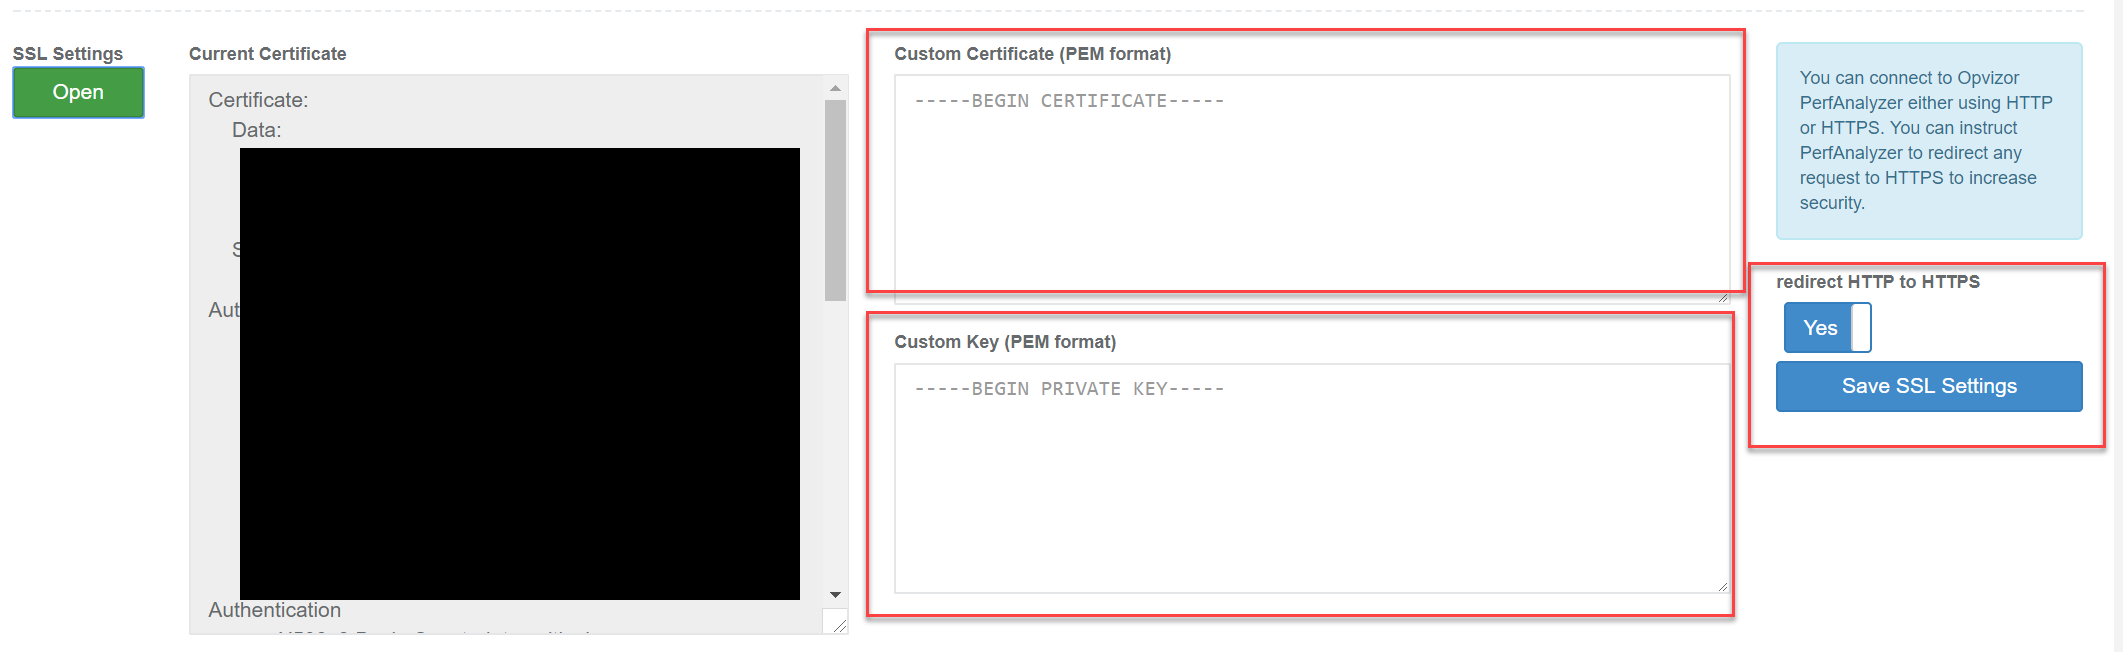 SSL Settings
Open
Current Certificate
Certificate:
Data:
Aut
Authentication
Custom Certificate (PEM format)
-----BEGIN CERTIFICATE-----
Custom Key (PEM format)
-----BEGIN PRIVATE KEY-----
You can connect to Opvizor
PerfAnalyzer either using HTTP
or HTTPS. You can instruct
PerfAnalyzer to redirect any
request to HTTPS to increase
security.
redirect HTTP to HTTPS
Yes
Save SSL Settings